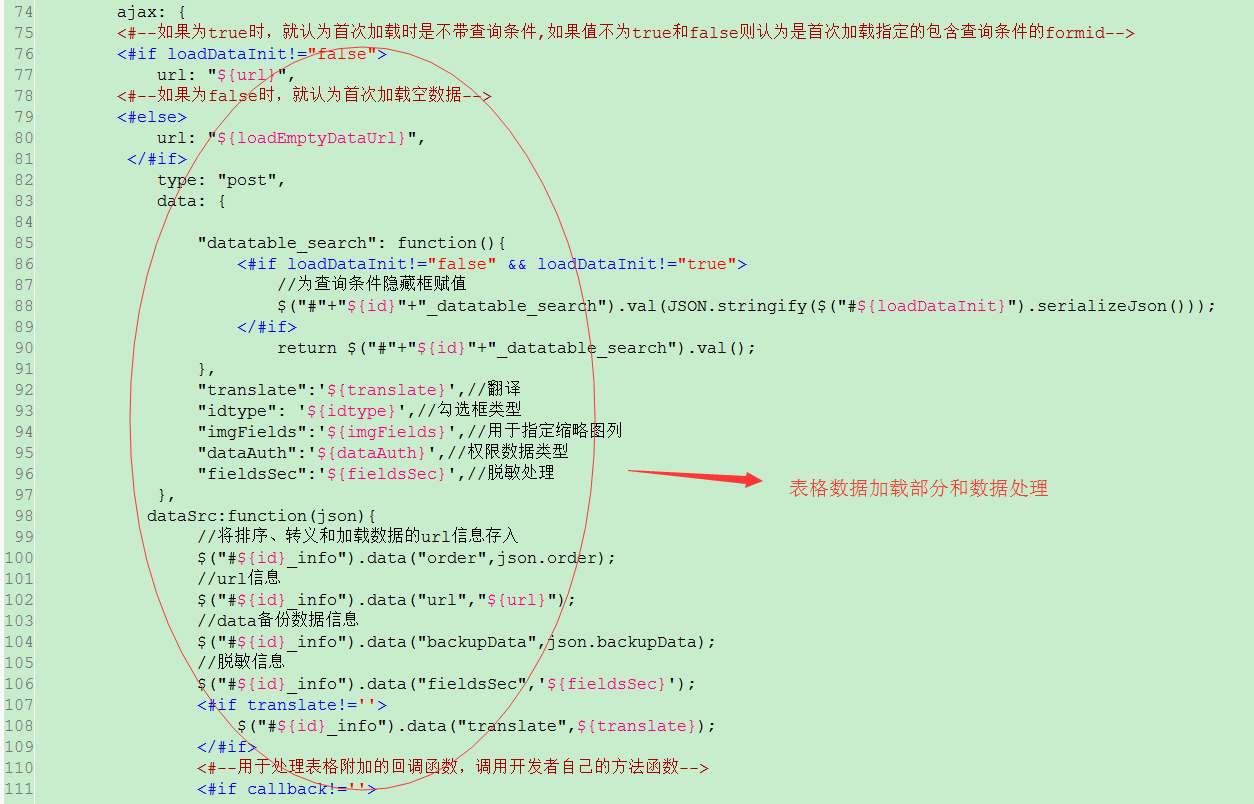 74 ajax: {
75 <#--如果为true时，就认为首次加载时是不带查询条件,如果值不为true和false则认为是首次加载指定的包含查询条件的formid-->
76 <#if loadDataInit!="false">
77 url: "${url}",
78 <#--如果为false时，就认为首次加载空数据-->
79 <#else>
80 url: "${loadEmptyDataUrl}",
81 </#if>
82 type: "post",
83 data: {
84
85 "datatable_search": function(){
86 <#if loadDataInit!="false" && loadDataInit!="true">
87 //为查询条件隐藏框赋值
88 $("#"+"${id}"+"_datatable_search").val(JSON.stringify($("#${loadDataInit}").serializeJson()));
89 </#if>
90 return $("#"+"${id}"+"_datatable_search").val();
91 },
92 "translate":'${translate}',//翻译
93 "idtype": '${idtype}',//勾选框类型
94 "imgFields":'${imgFields}',//用于指定缩略图列
95 "dataAuth":'${dataAuth}',//权限数据类型
96 "fieldsSec":'${fieldsSec}',//脱敏处理
表格数据加载部分和数据处理
97 },
98 dataSrc:function(json){
99 //将排序、转义和加载数据的url信息存入
100 $("#${id}_info").data("order",json.order);
101 //url信息
102 $("#${id}_info").data("url","${url}");
103 //data备份数据信息
104 $("#${id}_info").data("backupData",json.backupData);
105 //脱敏信息
106 $("#${id}_info").data("fieldsSec",'${fieldsSec}');
107 <#if translate!=''>
108 $("#${id}_info").data("translate",${translate});
109 </#if>
110 <#--用于处理表格附加的回调函数，调用开发者自己的方法函数-->
111 <#if callback!=''>